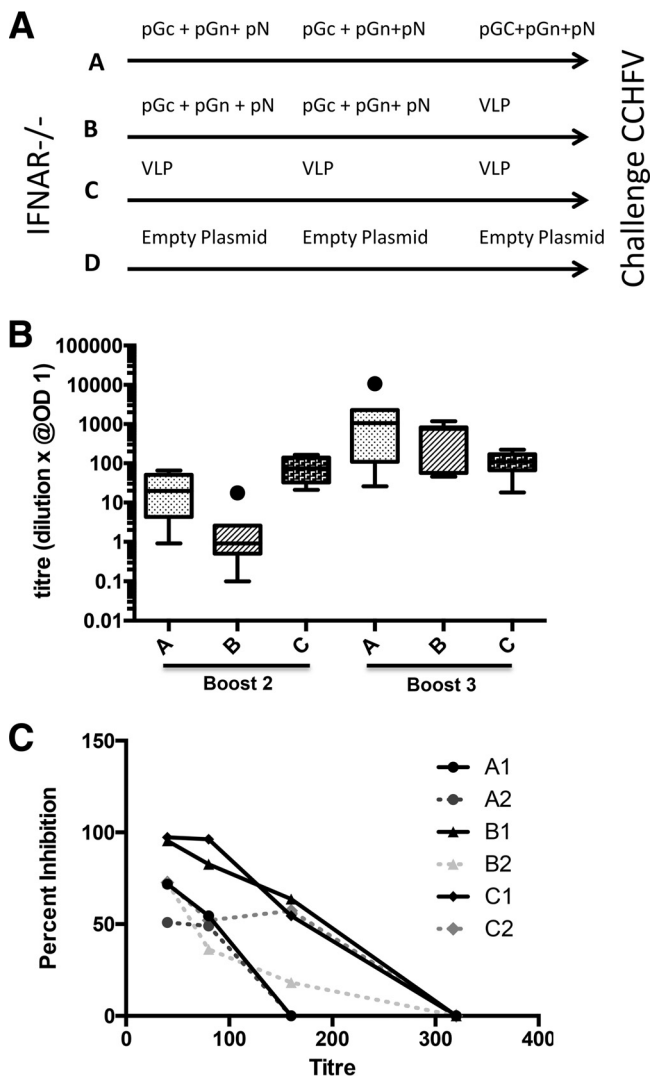 A
pGc + pGn+ pN pGc + pGn+pN pGC+pGn+pN
A
pGc + pGn + pN pGc + pGn+ pN VLP
B
VLP VLP VLP
C
Empty Plasmid Empty Plasmid Empty Plasmid
D
IFNAR-/-
Challenge CCHFV
B
titre (dilution x @OD 1)
100000
10000
1000
100
10
1
0.1
0.01
A B C A B C
Boost 2 Boost 3
C
Percent Inhibition
150
100
50
0
0 100 200 300 400
Titre
A1
A2
B1
B2
C1
C2